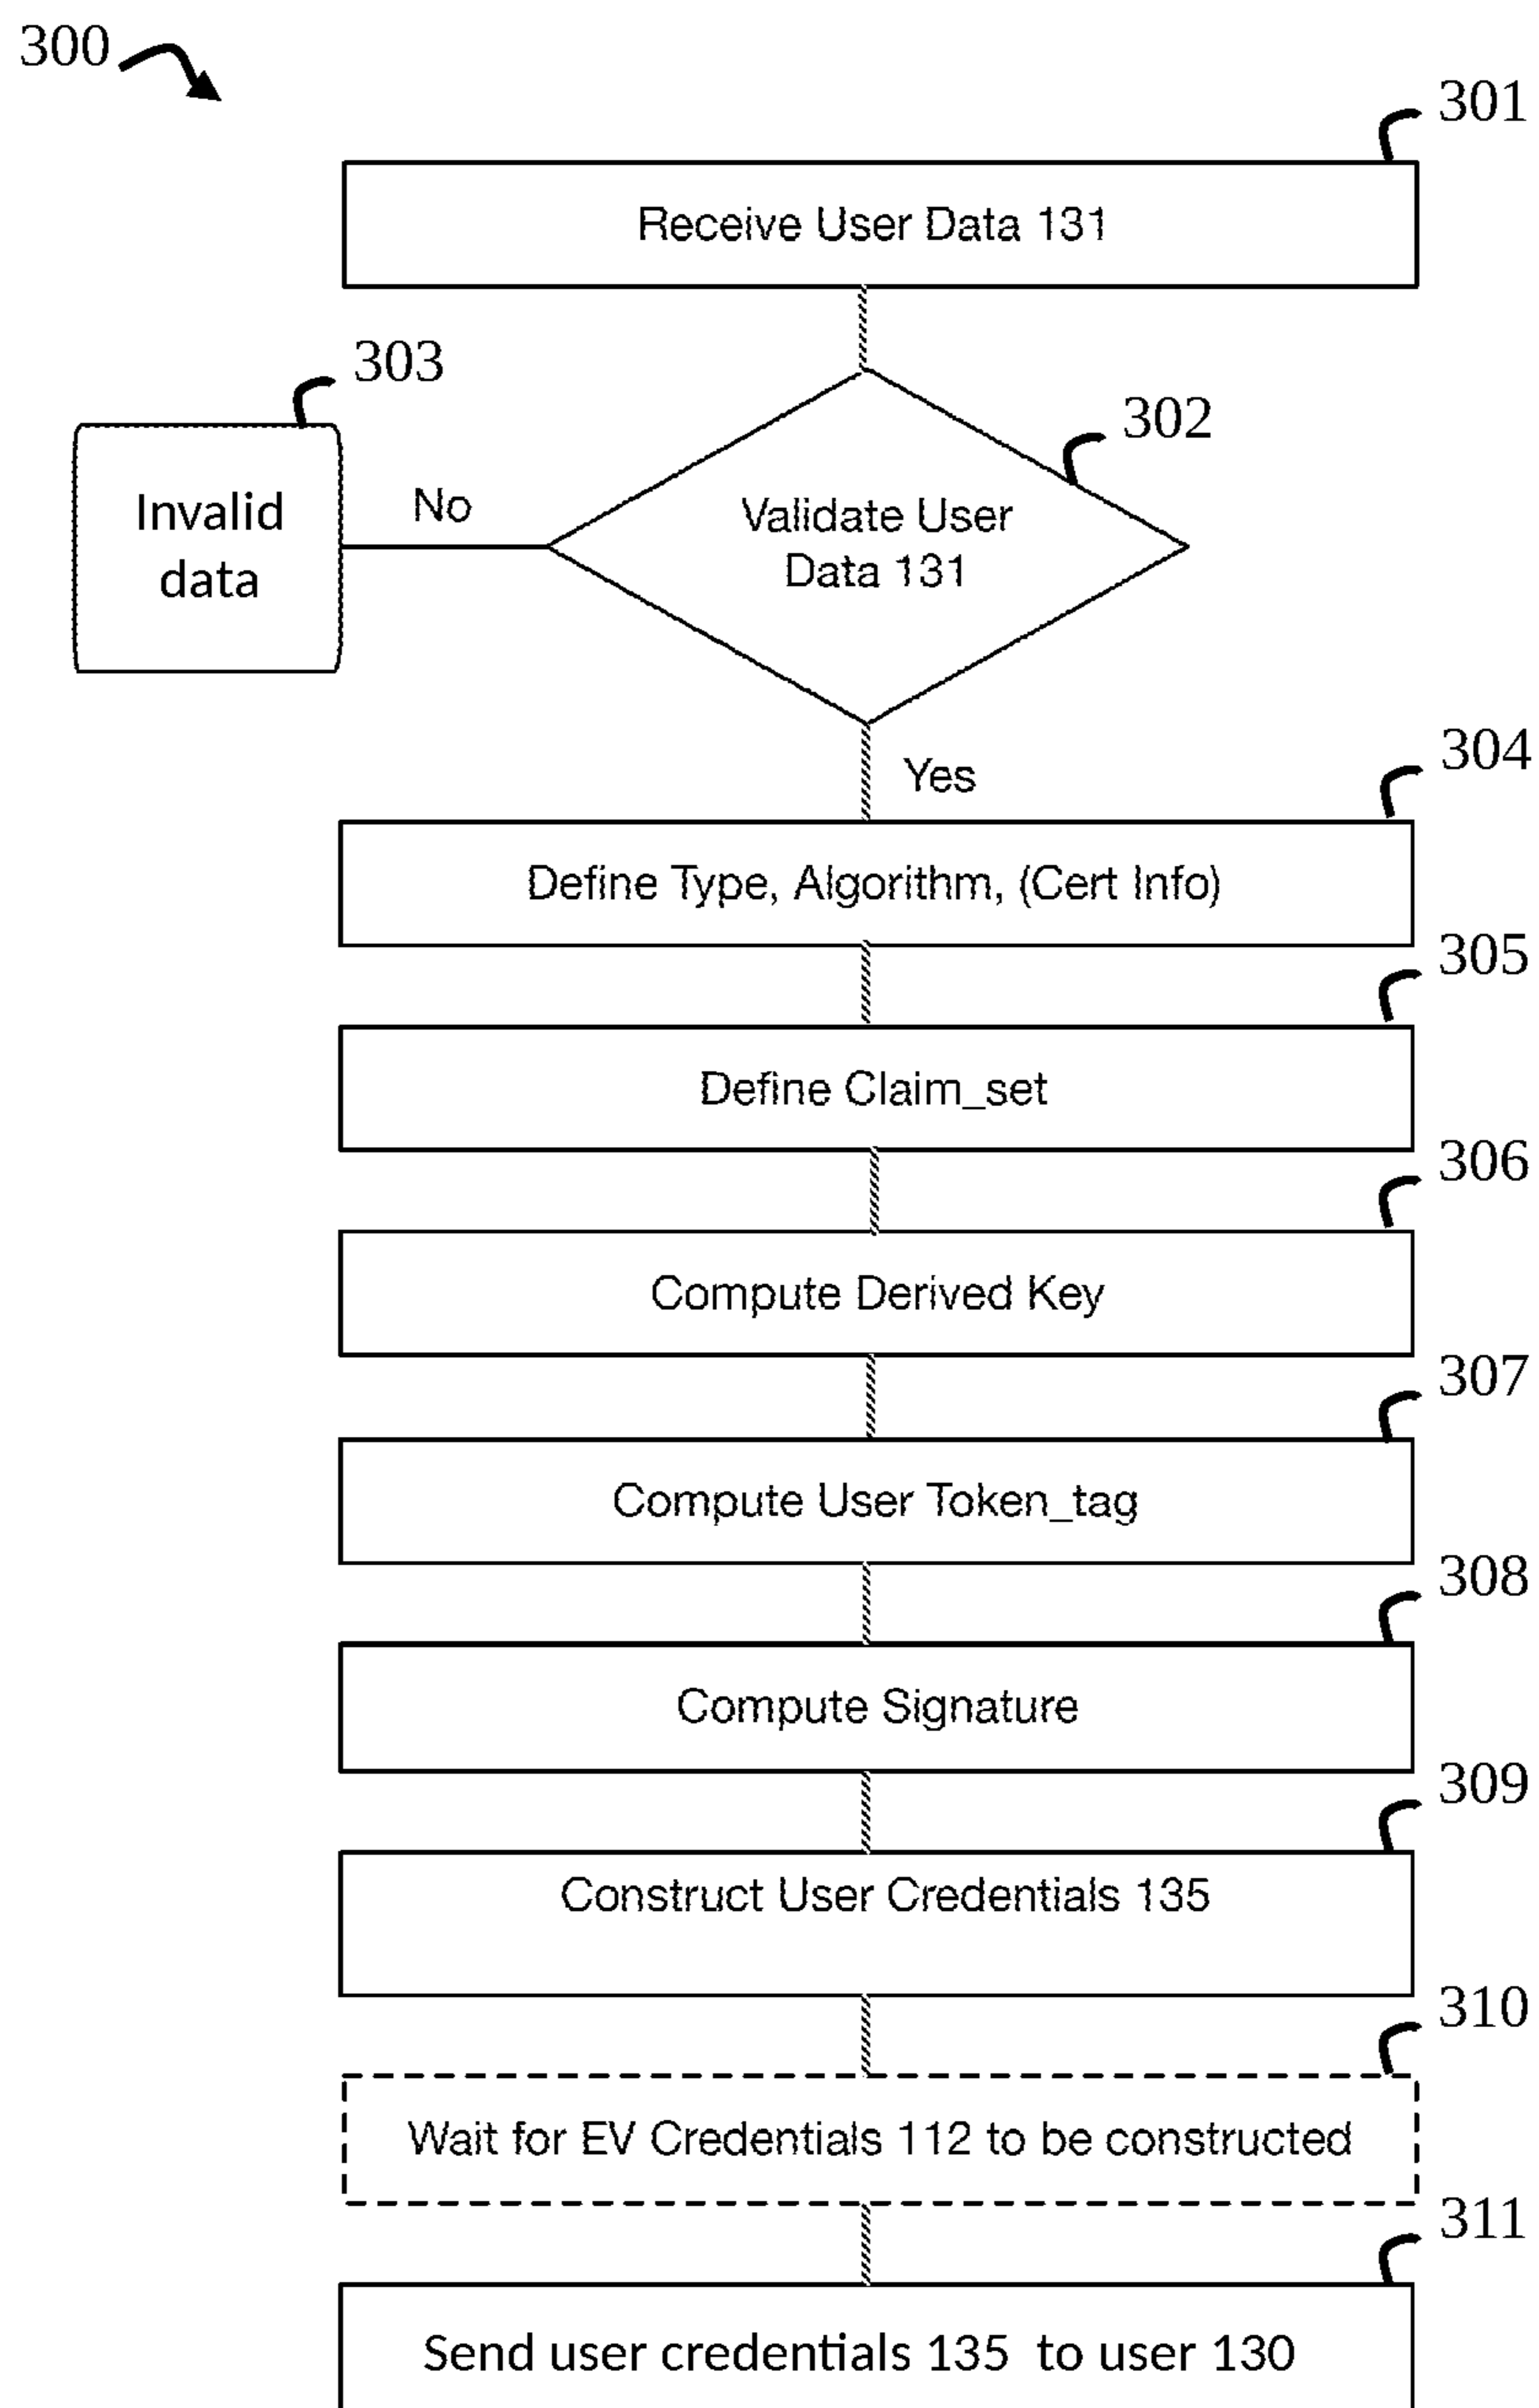 300
301
Receive User Data 131
303
302
Invalid
data
No
Validate User
Data 131
Yes
304
Define Type, Algorithm, (Cert Info)
305
Define Claim_set
306
Compute Derived Key
307
Compute User Token_tag
308
Compute Signature
309
Construct User Credentials 135
310
Wait for EV Credentials 112 to be constructed
311
Send user credentials 135 to user 130